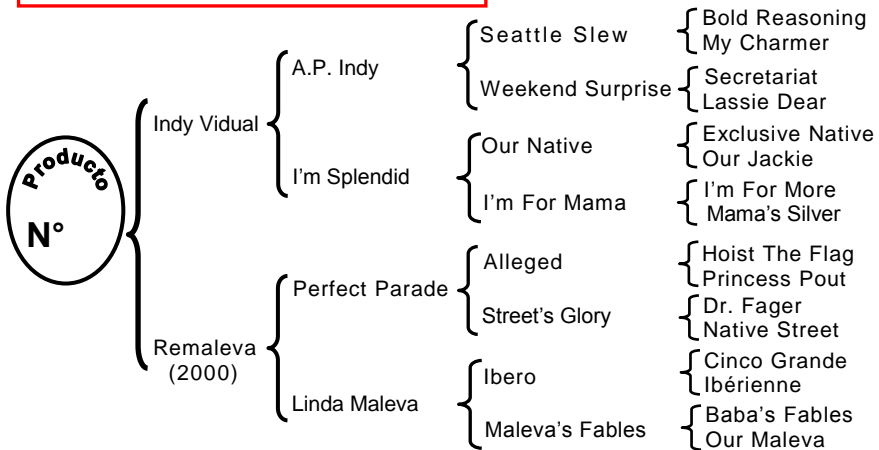 Producto
N°
Indy Vidual
Remaleva
(2000)
A.P. Indy
I'm Splendid
Perfect Parade
Linda Maleva
Seattle Slew
Weekend Surprise
Our Native
I'm For Mama
Alleged
Street's Glory
Ibero
Maleva's Fables
Bold Reasoning
My Charmer
Secretariat
Lassie Dear
Exclusive Native
Our Jackie
I'm For More
Mama's Silver
Hoist The Flag
Princess Pout
Dr. Fager
Native Street
Cinco Grande
Ibérienne
Baba's Fables
Our Maleva